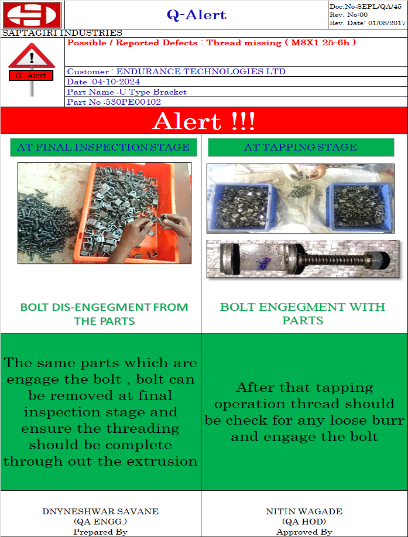 Q-Alert
Doc.No-SEPL/QA/45
Rev. No:00
Rev. Date: 01/08/2017
SAPTAGIRI INDUSTRIES
Possible / Reported Defects : Thread missing ( M8X1.25-6h )
Q - Alert
Customer : ENDURANCE TECHNOLOGIES LTD
Date :04-10-2024
Part Name :U Type Bracket
Part No :530PE00402
Alert !!!
AT FINAL INSPECTION STAGE
AT TAPPING STAGE
BOLT DIS-ENGEGMENT FROM
THE PARTS
BOLT ENGEGMENT WITH
PARTS
The same parts which are
engage the bolt , bolt can
be removed at final
inspection stage and
ensure the threading
should be complete
through out the extrusion
After that tapping
operation thread should
be check for any loose burr
and engage the bolt
DNYNESHWAR SAVANE
(QA ENGG.)
Prepared By
NITIN WAGADE
(QA HOD)
Approved By